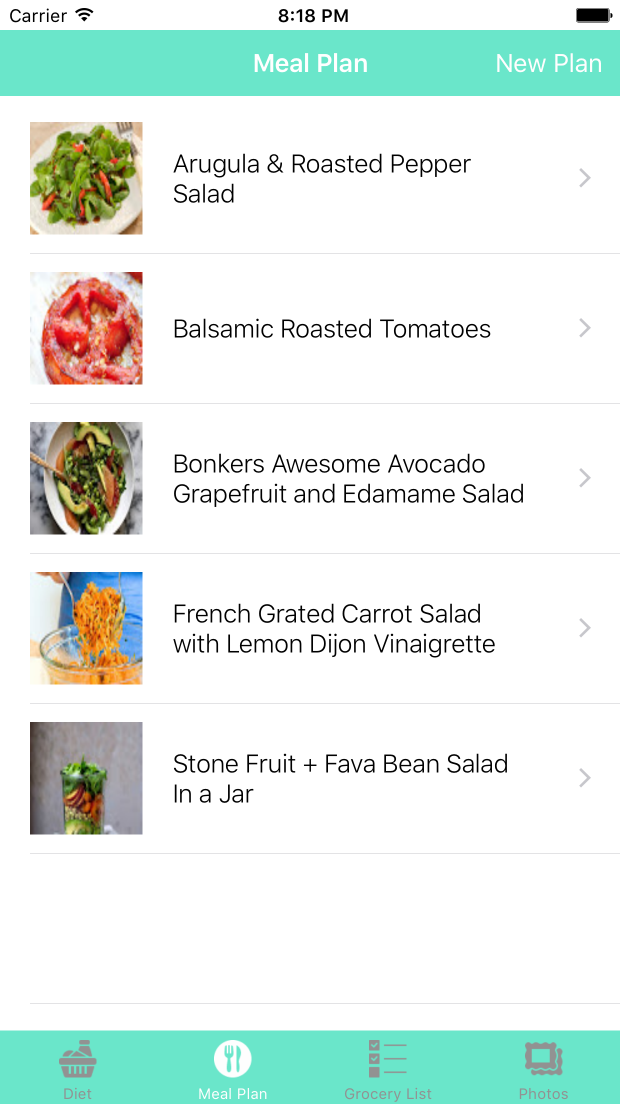 Carrier 8:18 PM
Meal Plan New Plan
Arugula & Roasted Pepper
Salad
Balsamic Roasted Tomatoes
Bonkers Awesome Avocado
Grapefruit and Edamame Salad
French Grated Carrot Salad
with Lemon Dijon Vinaigrette
Stone Fruit + Fava Bean Salad
In a Jar
Diet Meal Plan Grocery List Photos